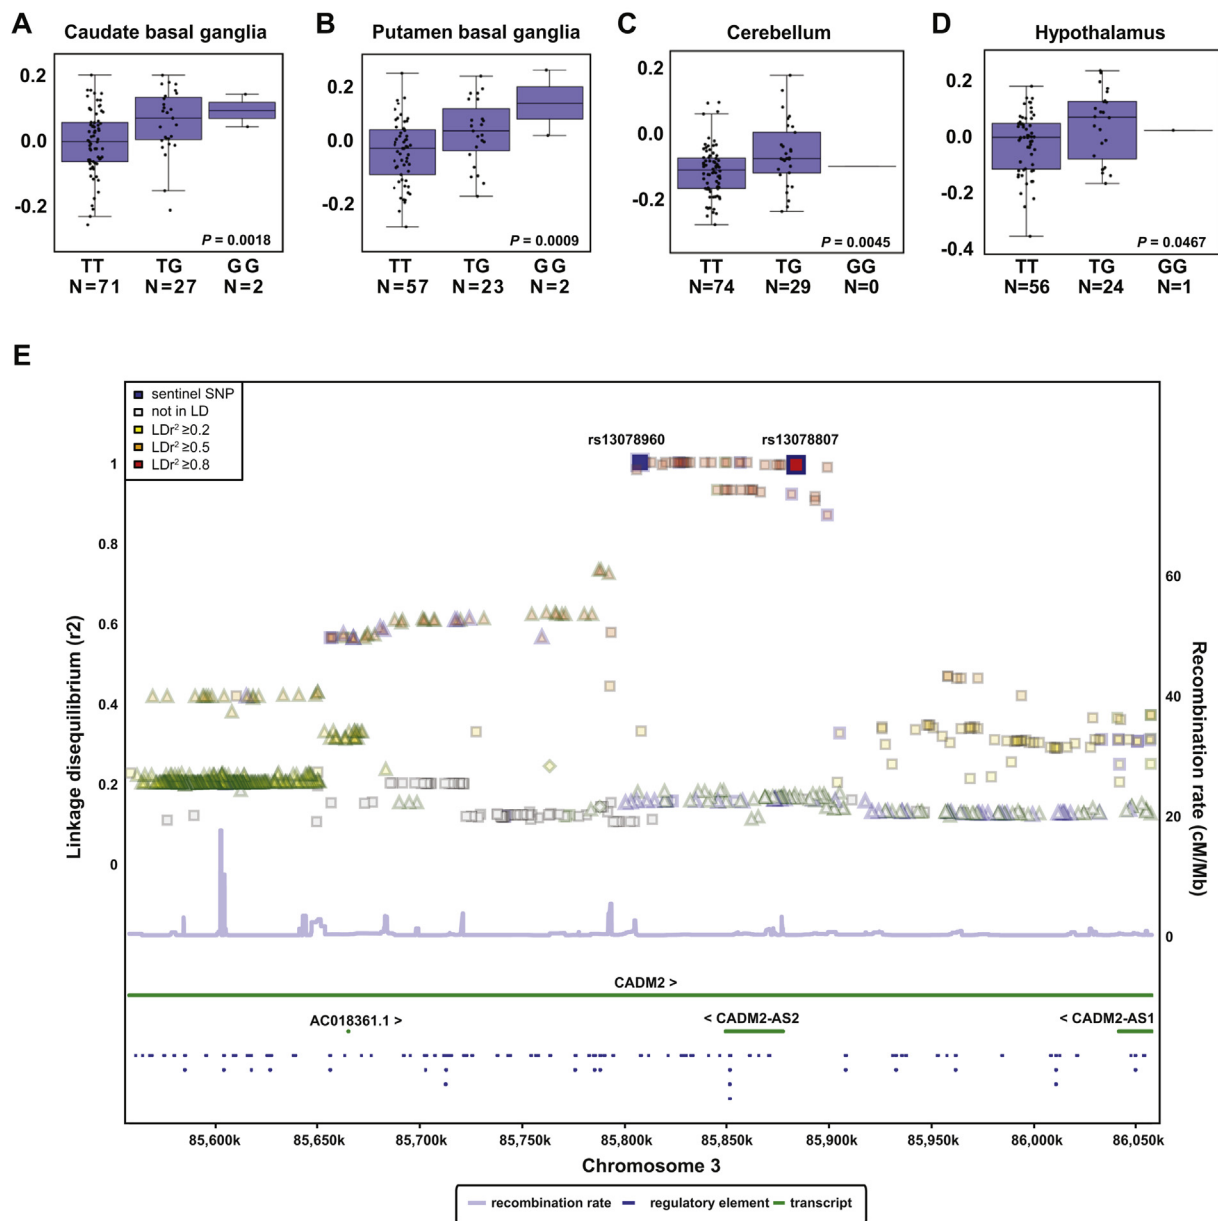 A
Caudate basal ganglia
0.2
0.0
-0.2
P = 0.0018
TT TG GG
N=71 N=27 N=2
B
Putamen basal ganglia
0.2
0.0
-0.2
P = 0.0009
TT TG GG
N=57 N=23 N=2
C
Cerebellum
0.2
0.0
-0.2
P = 0.0045
TT TG GG
N=74 N=29 N=0
D
Hypothalamus
0.2
0.0
-0.2
-0.4
P = 0.0467
TT TG GG
N=56 N=24 N=1
E
sentinel SNP
not in LD
LDr² ≥0.2
LDr² ≥0.5
LDr² ≥0.8
rs13078960 rs13078807
1
0.8
0.6
0.4
0.2
0
Linkage disequilibrium (r2)
60
40
20
0
Recombination rate (cM/Mb)
CADM2 >
AC018361.1 > < CADM2-AS2 < CADM2-AS1
85,600k 85,650k 85,700k 85,750k 85,800k 85,850k 85,900k 85,950k 86,000k 86,050k
Chromosome 3
recombination rate regulatory element transcript